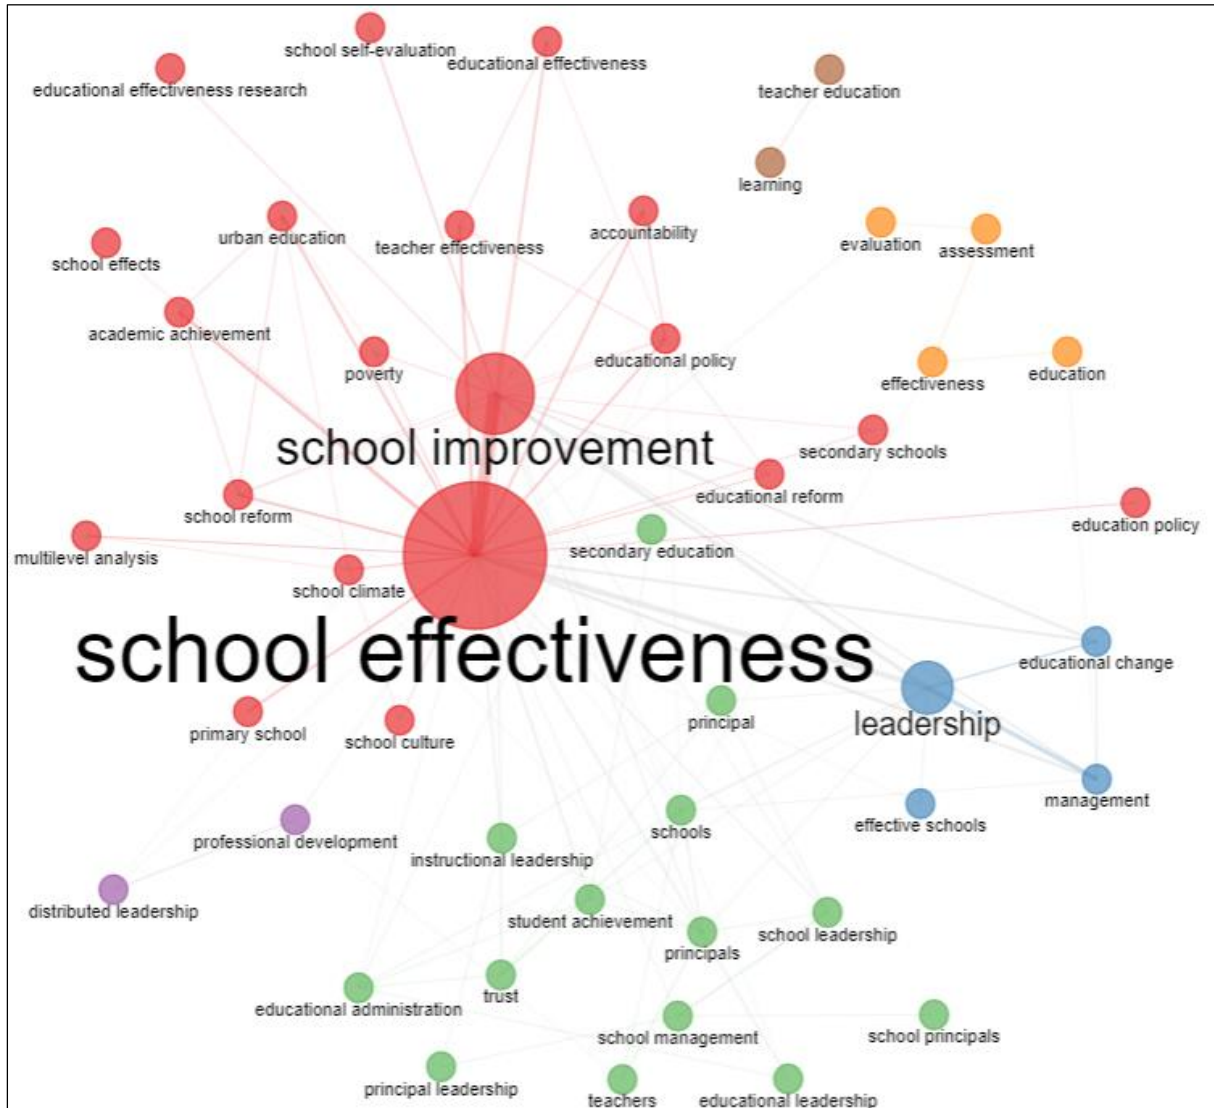 school self-evaluation
educational effectiveness
educational effectiveness research
teacher education
learning
urban education
teacher effectiveness
accountability
evaluation
assessment
school effects
academic achievement
poverty
educational policy
effectiveness
education
school improvement
secondary schools
educational reform
school reform
education policy
secondary education
multilevel analysis
school climate
school effectiveness
educational change
principal
leadership
primary school
school culture
management
professional development
schools
effective schools
instructional leadership
distributed leadership
student achievement
school leadership
principals
educational administration
trust
school management
school principals
principal leadership
teachers
educational leadership